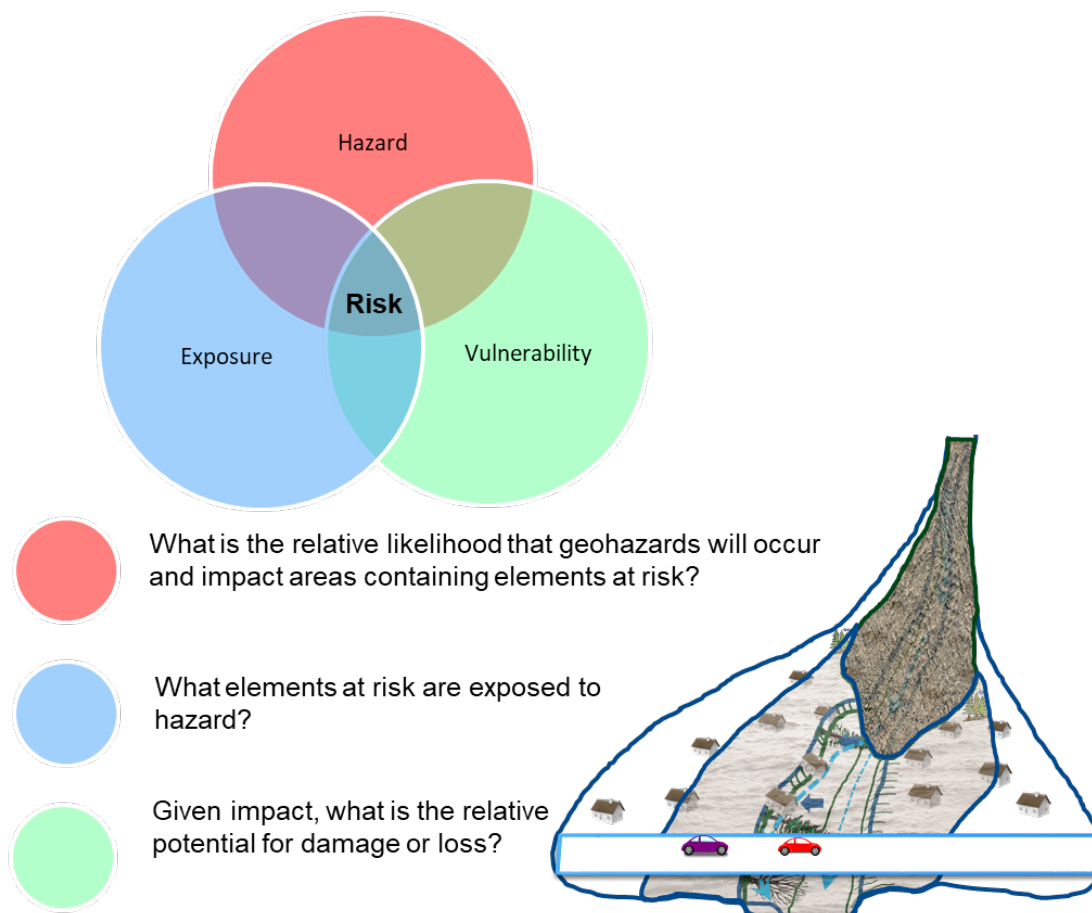 Hazard
Risk
Exposure
Vulnerability
What is the relative likelihood that geohazards will occur
and impact areas containing elements at risk?
What elements at risk are exposed to
hazard?
Given impact, what is the relative
potential for damage or loss?